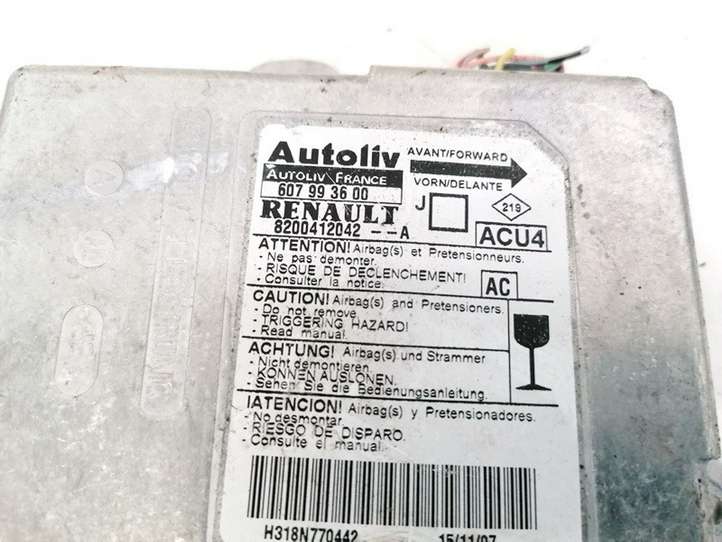 Autoliv
AVANT/FORWARD
AUTOLIV FRANCE
VORN/DELANTE
607 99 36 00
RENAULT
J
219
8200412042 --A
ACU4
ATTENTION! Airbag(s) et Pretensionneurs.
- Ne pas demonter.
- RISQUE DE DECLENCHEMENT!
- Consulter la notice.
AC
CAUTION! Airbag(s) and Pretensioners.
- Do not remove
- TRIGGERING HAZARD!
- Read manual.
ACHTUNG! Airbag(s) und Strammer
- Nicht demontieren.
- KONNEN AUSLONEN.
- Sehen Sie die Bedienungsanleitung.
IATENCION! Airbag(s) y Pretensionadores.
- No desmontar
- RIESGO DE DISPARO.
- Consulte el manual.
H318N770442
15/11/07